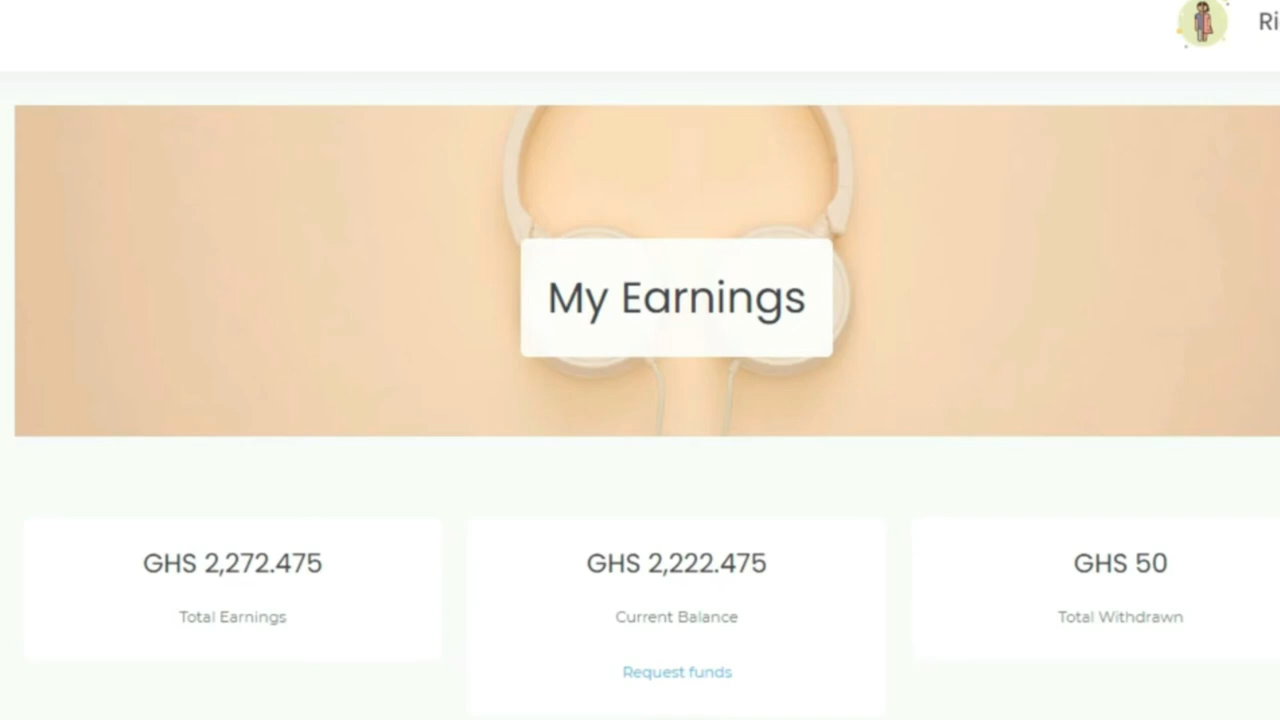 Ri
My Earnings
GHS 2,272.475
Total Earnings
GHS 2,222.475
Current Balance
Request funds
GHS 50
Total Withdrawn